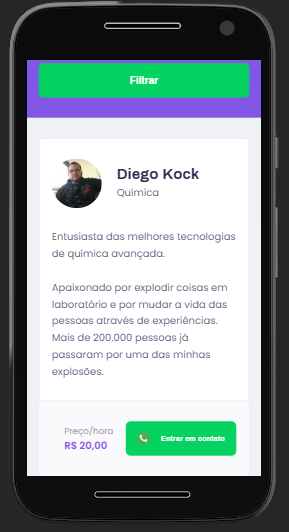 Filtrar
Diego Kock
Química
Entusiasta das melhores tecnologias
de química avançada.
Apaixonado por explodir coisas em
laboratório e por mudar a vida das
pessoas através de experiências.
Mais de 200.000 pessoas já
passaram por uma das minhas
explosões.
Preço/hora
R$ 20,00
Entrar em contato